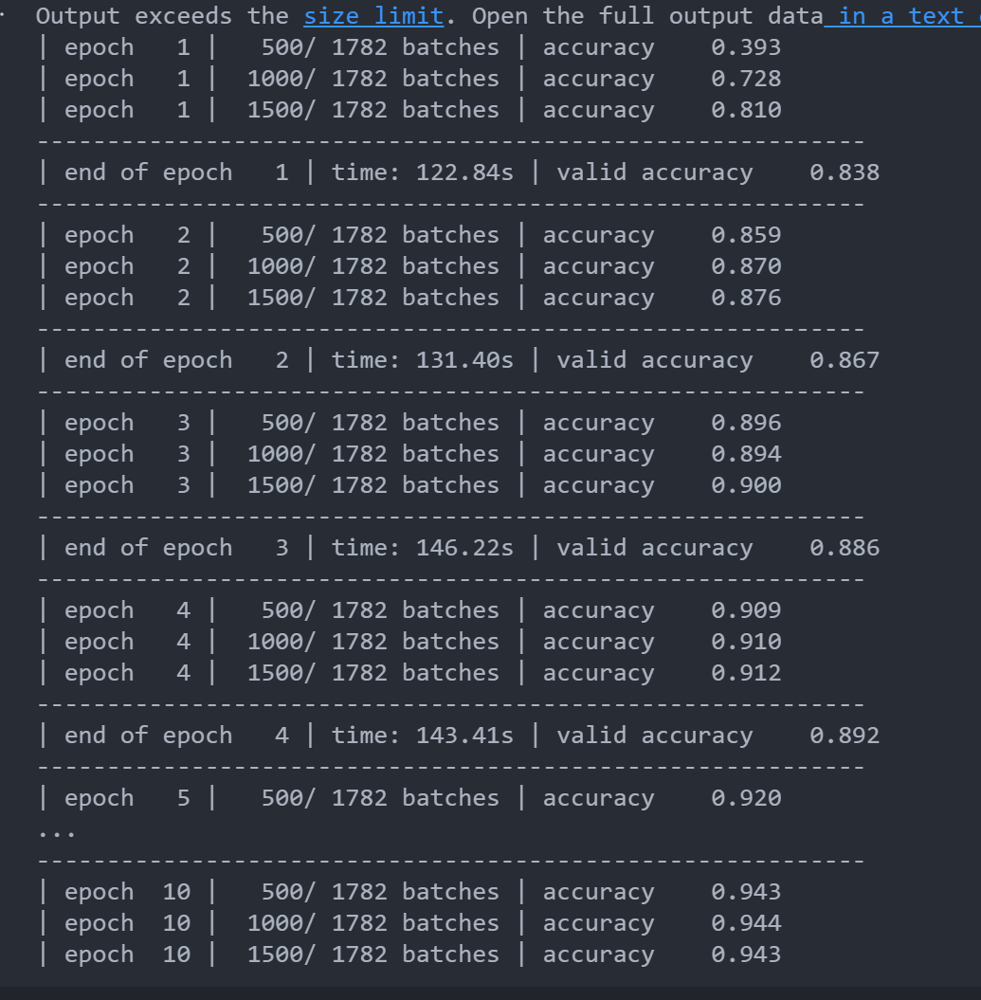 Output exceeds the size limit. Open the full output data in a text
| epoch   1 |   500/ 1782 batches | accuracy    0.393
| epoch   1 |  1000/ 1782 batches | accuracy    0.728
| epoch   1 |  1500/ 1782 batches | accuracy    0.810
-----------------------------------------------------------
| end of epoch   1 | time: 122.84s | valid accuracy    0.838
-----------------------------------------------------------
| epoch   2 |   500/ 1782 batches | accuracy    0.859
| epoch   2 |  1000/ 1782 batches | accuracy    0.870
| epoch   2 |  1500/ 1782 batches | accuracy    0.876
-----------------------------------------------------------
| end of epoch   2 | time: 131.40s | valid accuracy    0.867
-----------------------------------------------------------
| epoch   3 |   500/ 1782 batches | accuracy    0.896
| epoch   3 |  1000/ 1782 batches | accuracy    0.894
| epoch   3 |  1500/ 1782 batches | accuracy    0.900
-----------------------------------------------------------
| end of epoch   3 | time: 146.22s | valid accuracy    0.886
-----------------------------------------------------------
| epoch   4 |   500/ 1782 batches | accuracy    0.909
| epoch   4 |  1000/ 1782 batches | accuracy    0.910
| epoch   4 |  1500/ 1782 batches | accuracy    0.912
-----------------------------------------------------------
| end of epoch   4 | time: 143.41s | valid accuracy    0.892
-----------------------------------------------------------
| epoch   5 |   500/ 1782 batches | accuracy    0.920
...
-----------------------------------------------------------
| epoch  10 |   500/ 1782 batches | accuracy    0.943
| epoch  10 |  1000/ 1782 batches | accuracy    0.944
| epoch  10 |  1500/ 1782 batches | accuracy    0.943